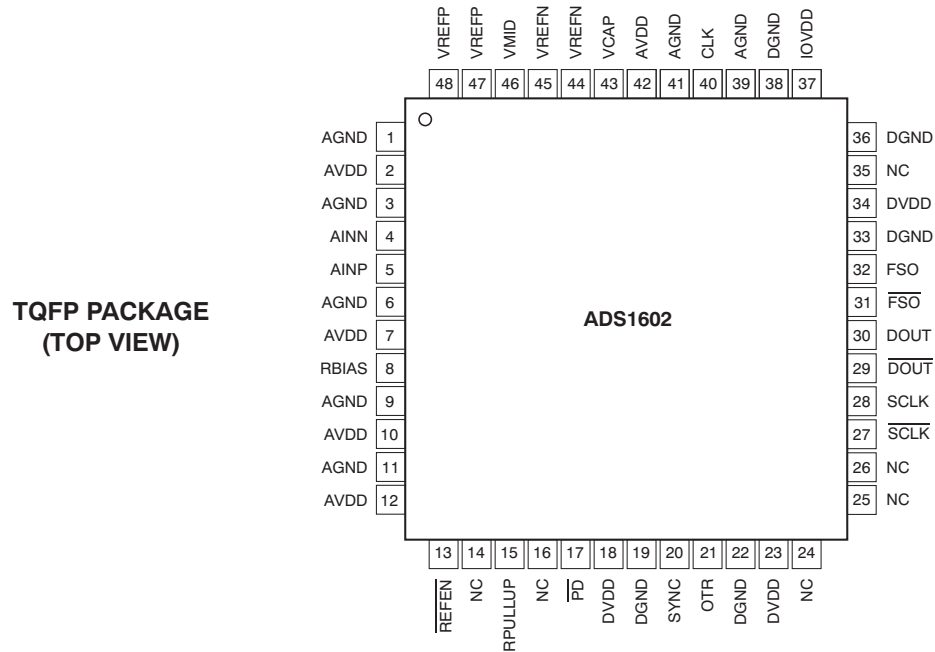 VREFP
VREFP
VMID
VREFN
VREFN
VCAP
AVDD
AGND
CLK
AGND
DGND
IOVDD
48 47 46 45 44 43 42 41 40 39 38 37
AGND 1
AVDD 2
AGND 3
AINN 4
AINP 5
AGND 6
AVDD 7
RBIAS 8
AGND 9
AVDD 10
AGND 11
AVDD 12
TQFP PACKAGE
(TOP VIEW)
ADS1602
36 DGND
35 NC
34 DVDD
33 DGND
32 FSO
31 F̅S̅O̅
30 DOUT
29 D̅O̅U̅T̅
28 SCLK
27 S̅C̅L̅K̅
26 NC
25 NC
13 14 15 16 17 18 19 20 21 22 23 24
R̅E̅F̅E̅N̅
NC
RPULLUP
NC
P̅D̅
DVDD
DGND
SYNC
OTR
DGND
DVDD
NC